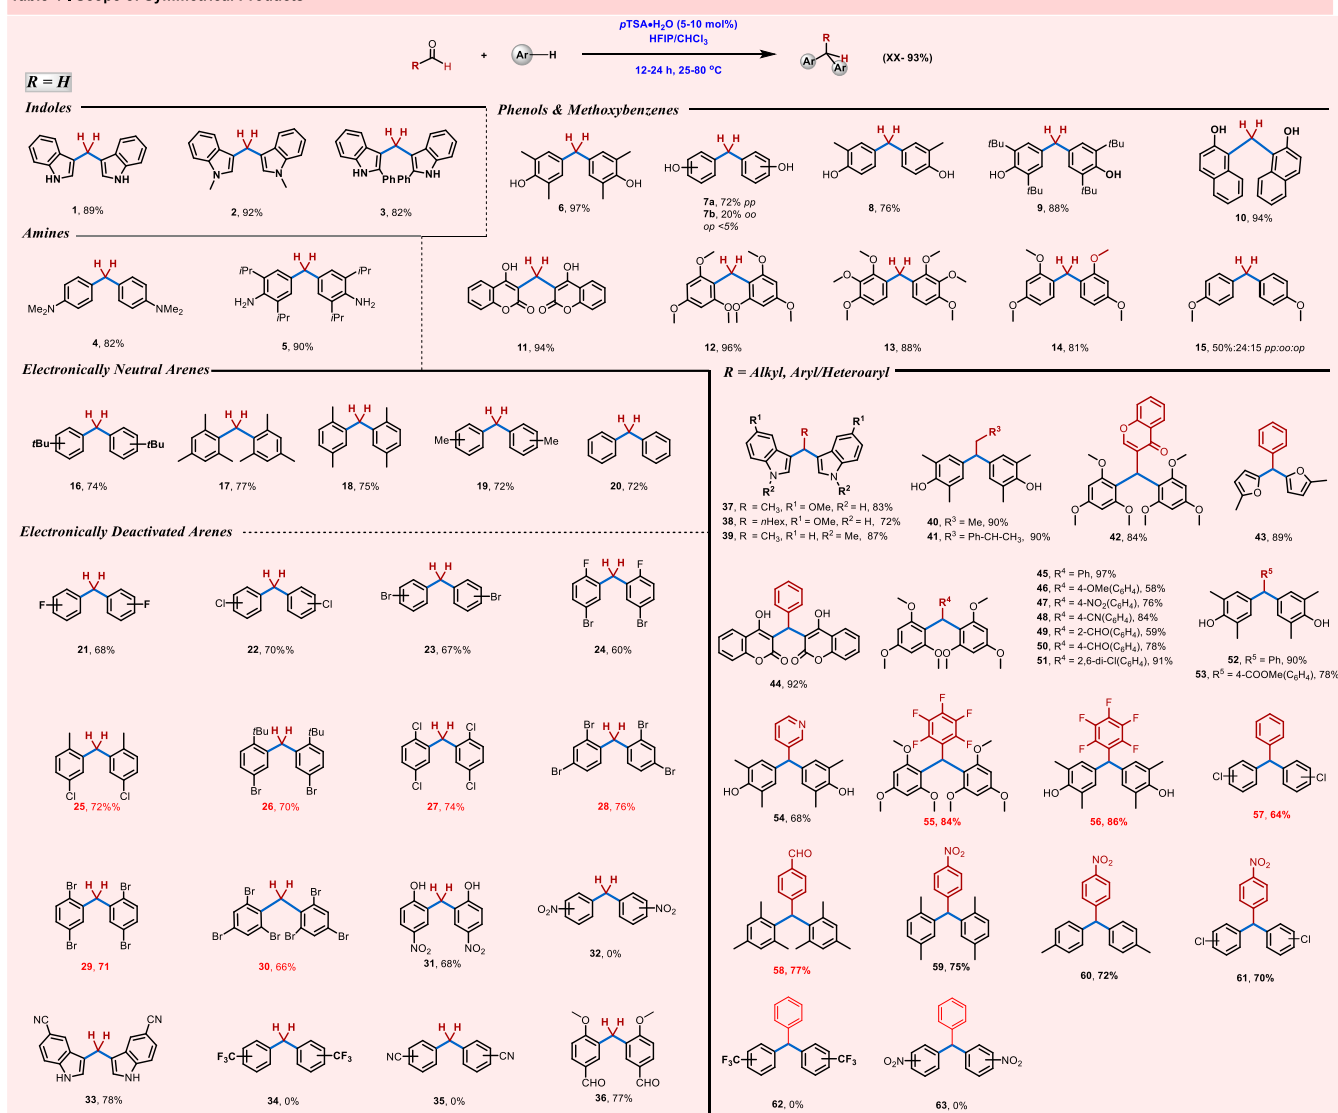 pTSA•H₂O (5-10 mol%)
HFIP/CHCl₃
12-24 h, 25-80 °C
R
O
H
+
Ar
H
R
H
Ar
Ar
(XX- 93%)
R = H
Indoles
Phenols & Methoxybenzenes
1, 89%
2, 92%
3, 82%
6, 97%
7a, 72% pp
7b, 20% oo
op <5%
8, 76%
9, 88%
10, 94%
Amines
4, 82%
5, 90%
11, 94%
12, 96%
13, 88%
14, 81%
15, 50%:24:15 pp:oo:op
Electronically Neutral Arenes
R = Alkyl, Aryl/Heteroaryl
16, 74%
17, 77%
18, 75%
19, 72%
20, 72%
37, R = CH₃, R¹ = OMe, R² = H, 83%
38, R = nHex, R¹ = OMe, R² = H, 72%
39, R = CH₃, R¹ = H, R² = Me, 87%
40, R³ = Me, 90%
41, R³ = Ph-CH-CH₃, 90%
42, 84%
43, 89%
Electronically Deactivated Arenes
21, 68%
22, 70%%
23, 67%%
24, 60%
44, 92%
45, R⁴ = Ph, 97%
46, R⁴ = 4-OMe(C₆H₄), 58%
47, R⁴ = 4-NO₂(C₆H₄), 76%
48, R⁴ = 4-CN(C₆H₄), 84%
49, R⁴ = 2-CHO(C₆H₄), 59%
50, R⁴ = 4-CHO(C₆H₄), 78%
51, R⁴ = 2,6-di-Cl(C₆H₄), 91%
52, R⁵ = Ph, 90%
53, R⁵ = 4-COOMe(C₆H₄), 78%
25, 72%%
26, 70%
27, 74%
28, 76%
54, 68%
55, 84%
56, 86%
57, 64%
29, 71
30, 66%
31, 68%
32, 0%
58, 77%
59, 75%
60, 72%
61, 70%
33, 78%
34, 0%
35, 0%
36, 77%
62, 0%
63, 0%